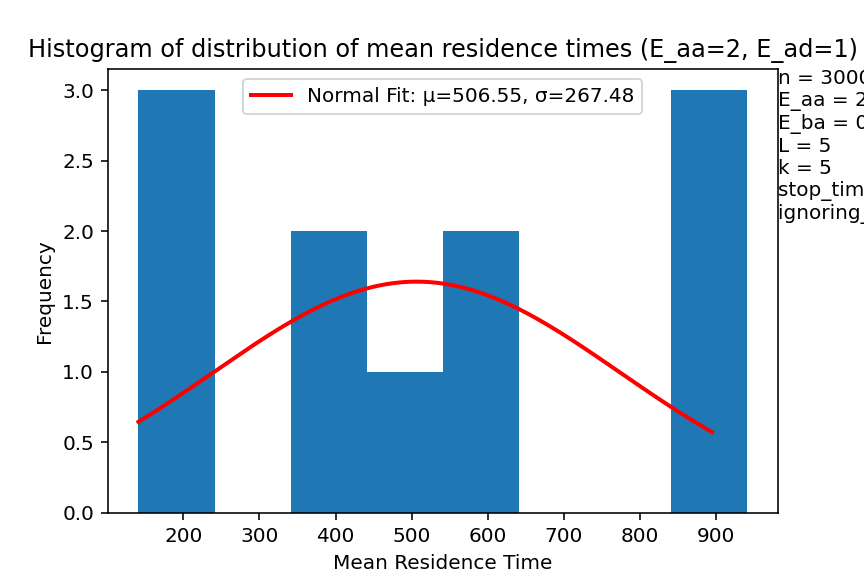 Histogram of distribution of mean residence times (E_aa=2, E_ad=1)
n = 3000
E_aa = 2
E_ba = 0
L = 5
k = 5
stop_tim
ignoring_
Normal Fit: μ=506.55, σ=267.48
3.0
2.5
2.0
1.5
1.0
0.5
0.0
Frequency
200 300 400 500 600 700 800 900
Mean Residence Time